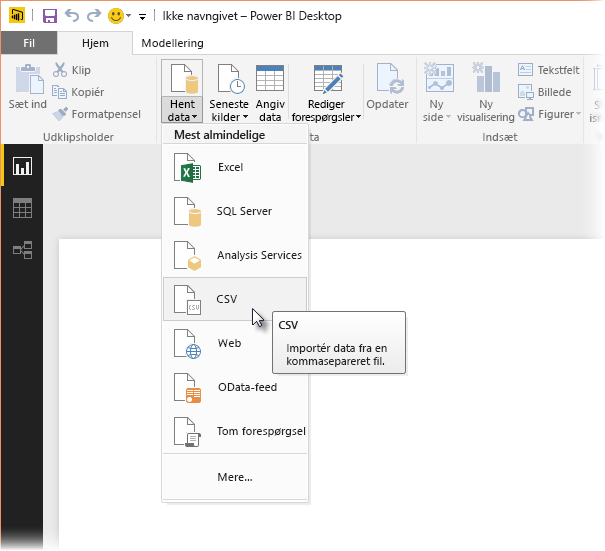 Ikke navngivet – Power BI Desktop
Fil
Hjem
Modellering
Sæt ind
Klip
Kopiér
Formatpensel
Udklipsholder
Hent
data
Seneste
kilder
Angiv
data
Rediger
forespørgsler
Opdater
Ny
side
Ny
visualisering
Tekstfelt
Billede
Figurer
Indsæt
Mest almindelige
Excel
SQL Server
Analysis Services
CSV
CSV
Web
OData-feed
Tom forespørgsel
Mere...
CSV
Importér data fra en
kommasepareret fil.